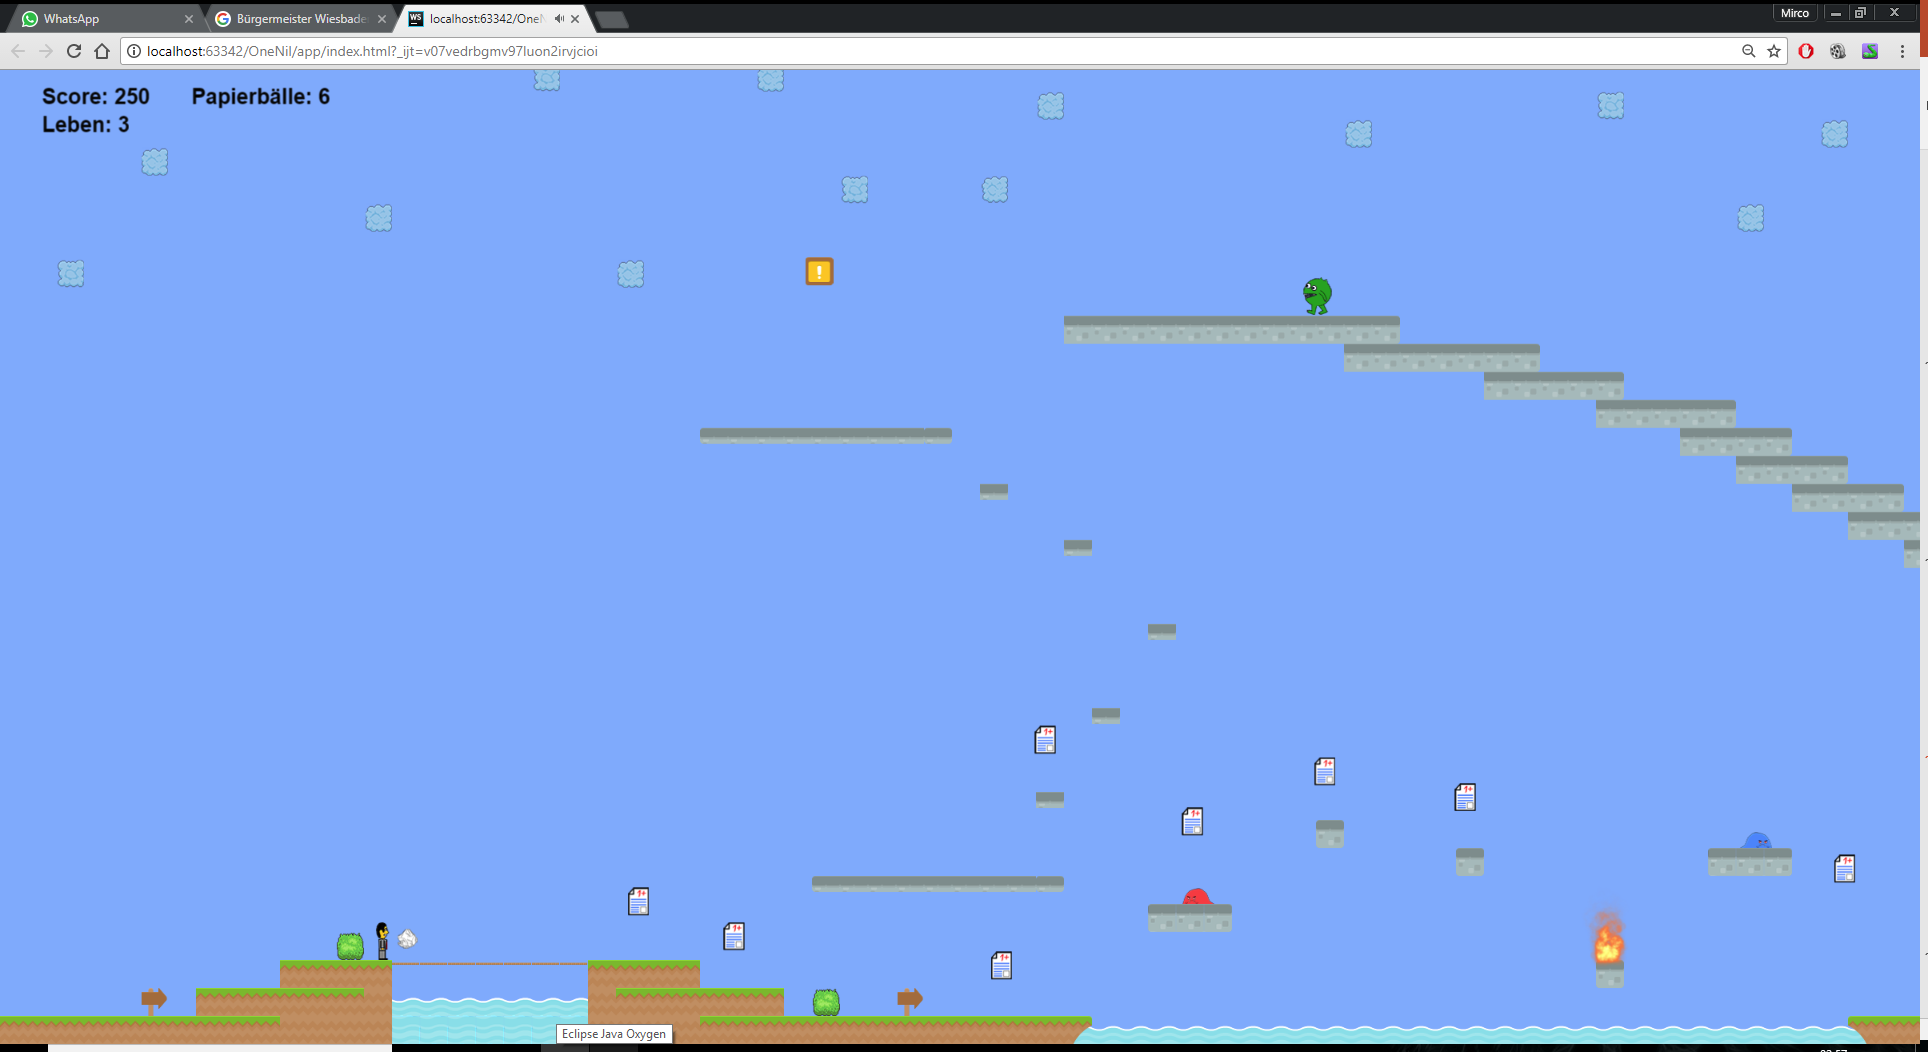 WhatsApp
Bürgermeister Wiesbade
localhost:63342/OneN
Mirco
localhost:63342/OneNil/app/index.html?_ijt=v07vedrbgmv97luon2irvjcioi
Score: 250 Papierbälle: 6
Leben: 3
!
Eclipse Java Oxygen